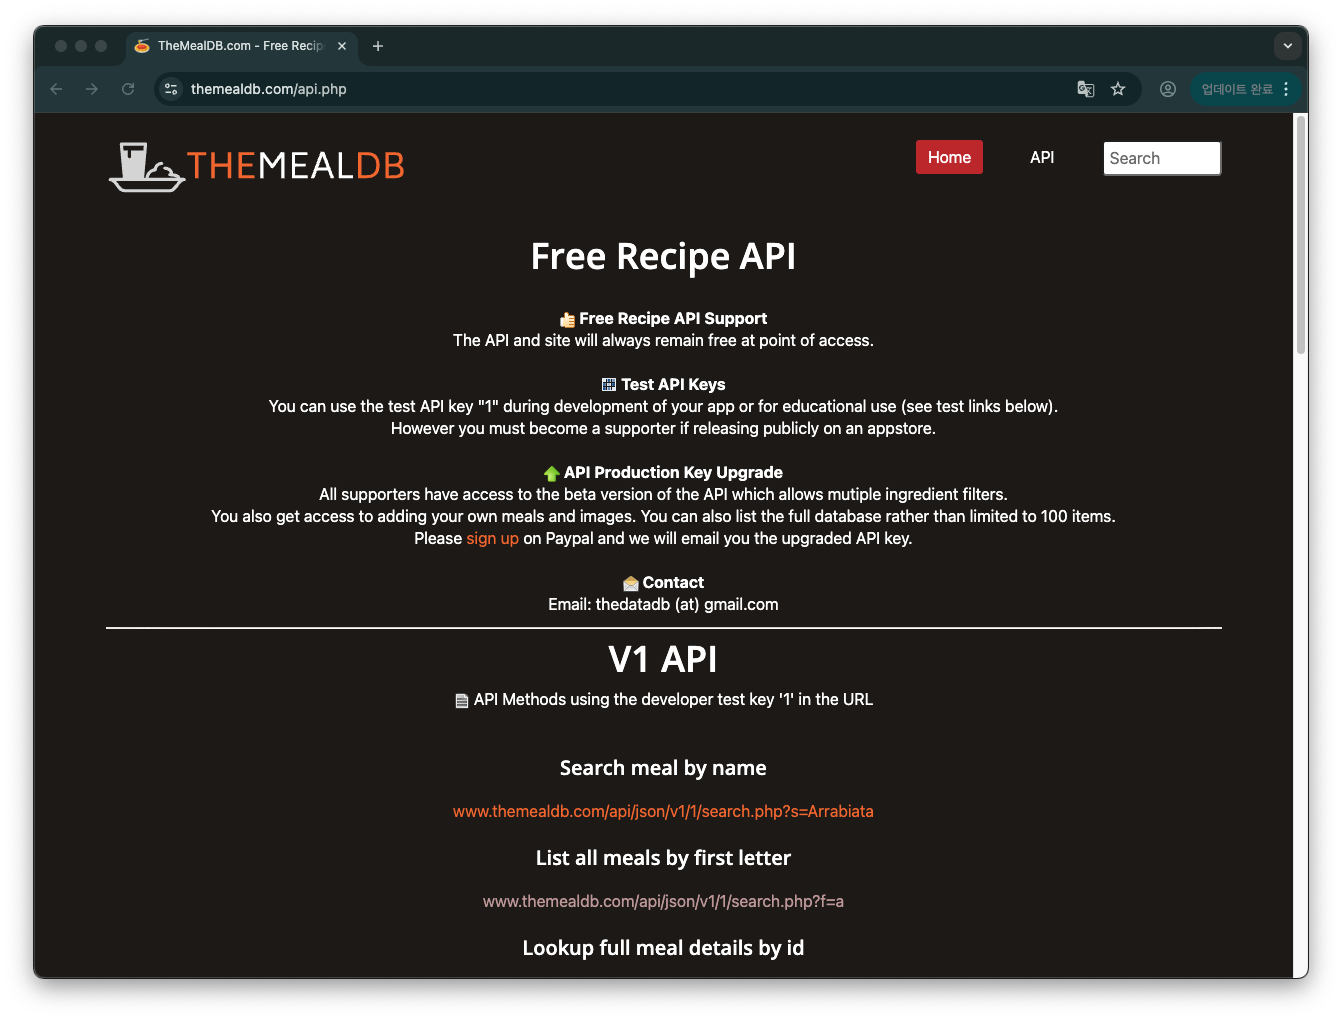 TheMealDB.com - Free Recip
themealdb.com/api.php
업데이트 완료
THEMEALDB
Home
API
Search
Free Recipe API
Free Recipe API Support
The API and site will always remain free at point of access.
Test API Keys
You can use the test API key "1" during development of your app or for educational use (see test links below).
However you must become a supporter if releasing publicly on an appstore.
API Production Key Upgrade
All supporters have access to the beta version of the API which allows mutiple ingredient filters.
You also get access to adding your own meals and images. You can also list the full database rather than limited to 100 items.
Please sign up on Paypal and we will email you the upgraded API key.
Contact
Email: thedatadb (at) gmail.com
V1 API
API Methods using the developer test key '1' in the URL
Search meal by name
www.themealdb.com/api/json/v1/1/search.php?s=Arrabiata
List all meals by first letter
www.themealdb.com/api/json/v1/1/search.php?f=a
Lookup full meal details by id